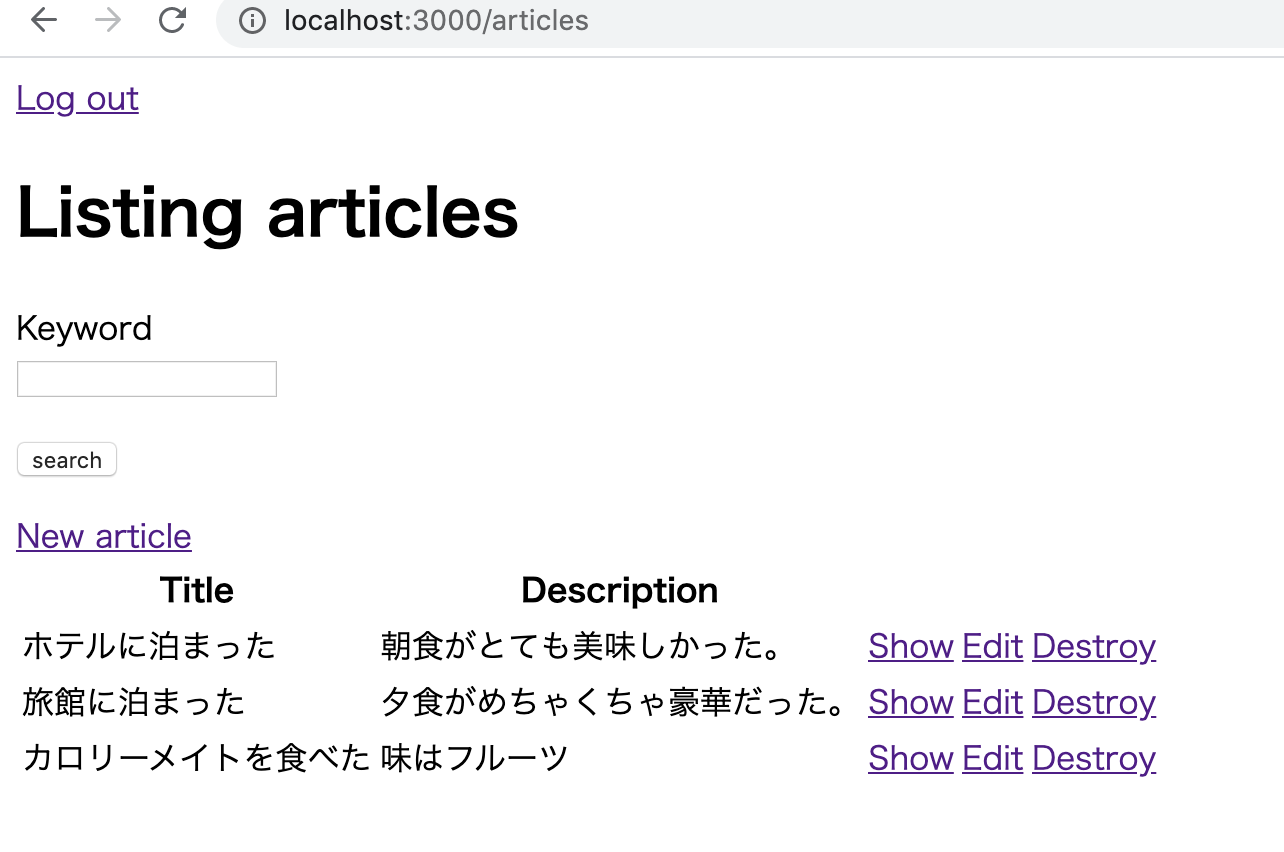 localhost:3000/articles
Log out
Listing articles
Keyword
search
New article
Title Description
ホテルに泊まった 朝食がとても美味しかった。 Show Edit Destroy
旅館に泊まった 夕食がめちゃくちゃ豪華だった。 Show Edit Destroy
カロリーメイトを食べた 味はフルーツ Show Edit Destroy